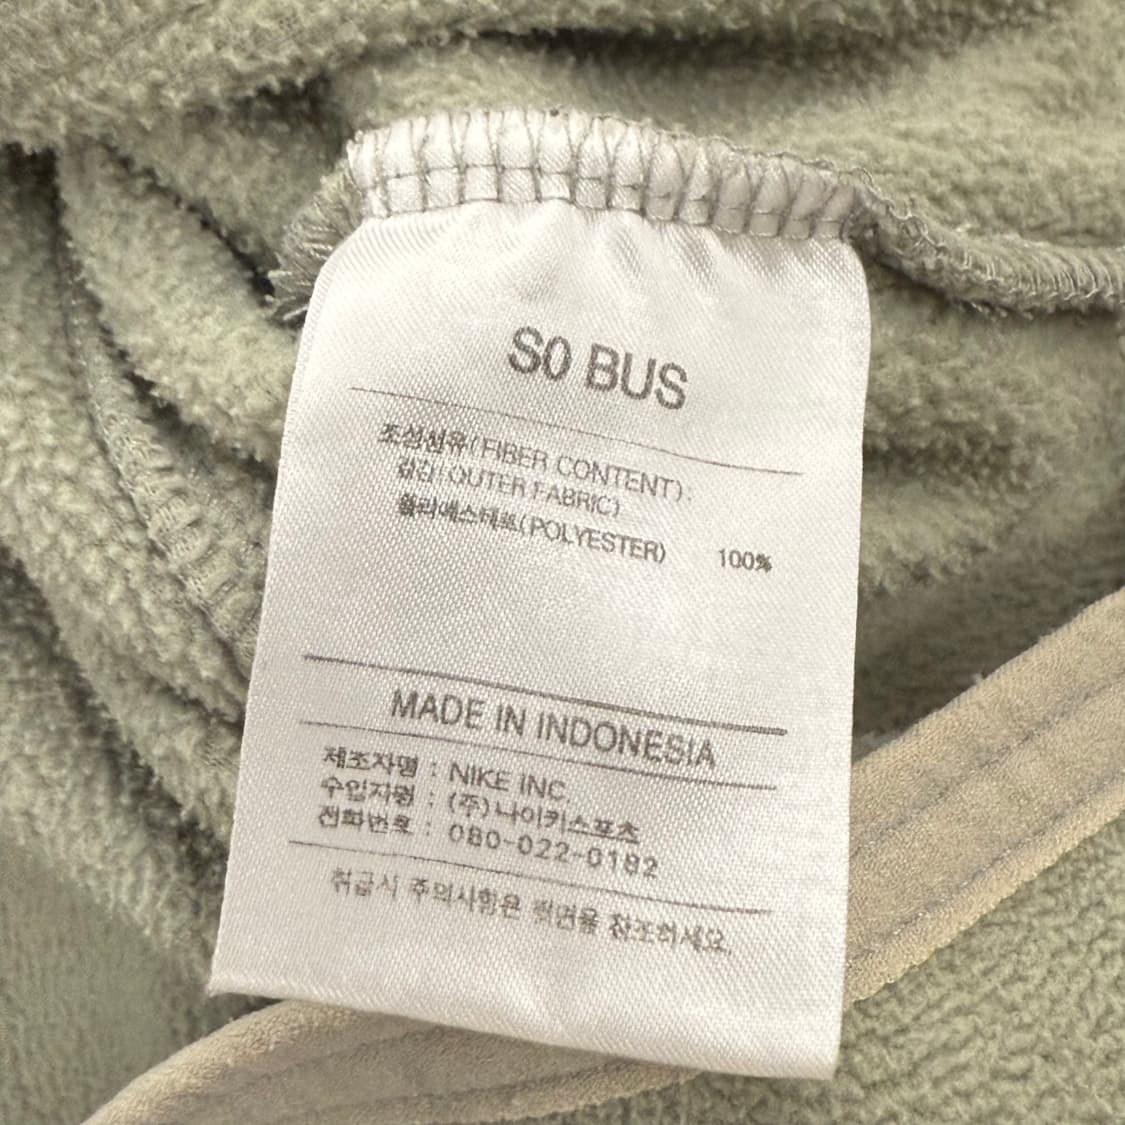 S0 BUS
조성섬유(FIBER CONTENT):
겉감(OUTER FABRIC)
폴리에스테르(POLYESTER) 100%
MADE IN INDONESIA
제조자명 : NIKE INC.
수입자명 : (주)나이키스포츠
전화번호 : 080-022-0182
취급시 주의사항은 뒷면을 참조하세요.